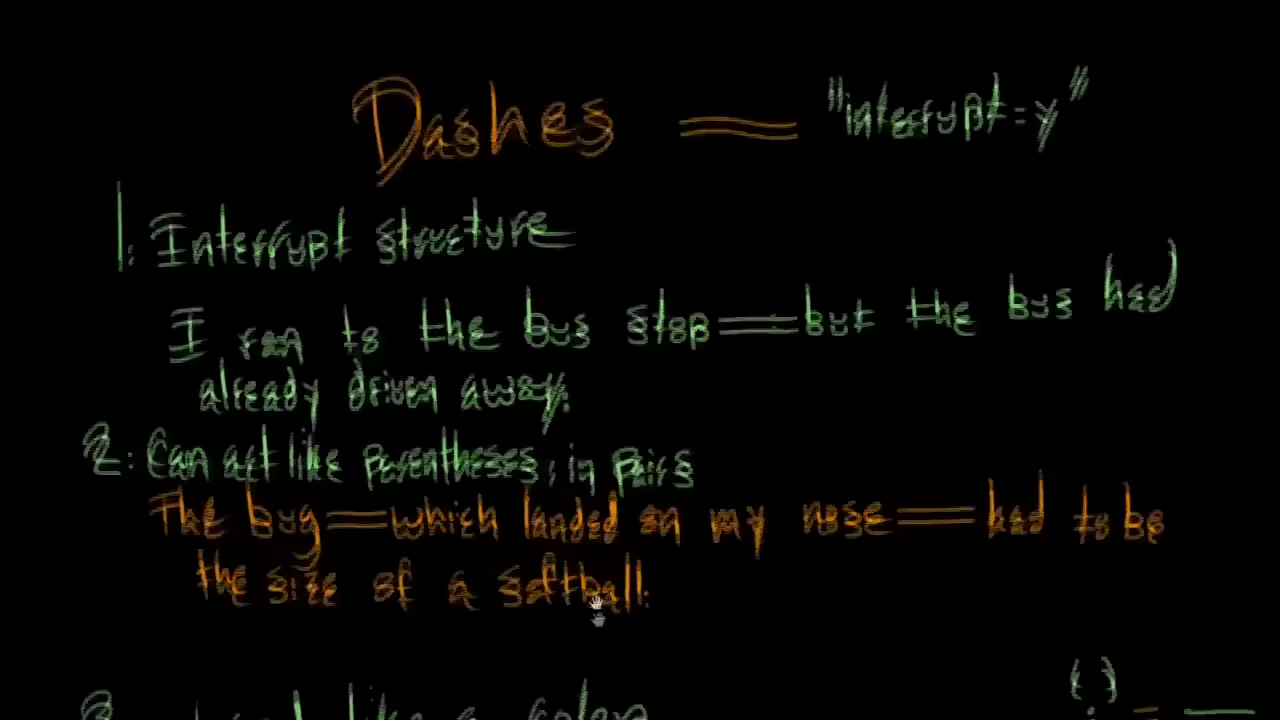 Dashes — "interrupt-y"
1. Interrupt structure
I ran to the bus stop—but the bus had
already driven away.
2. Can act like parentheses, in pairs
The bug—which landed on my nose—had to be
the size of a softball.
like a colon
( )